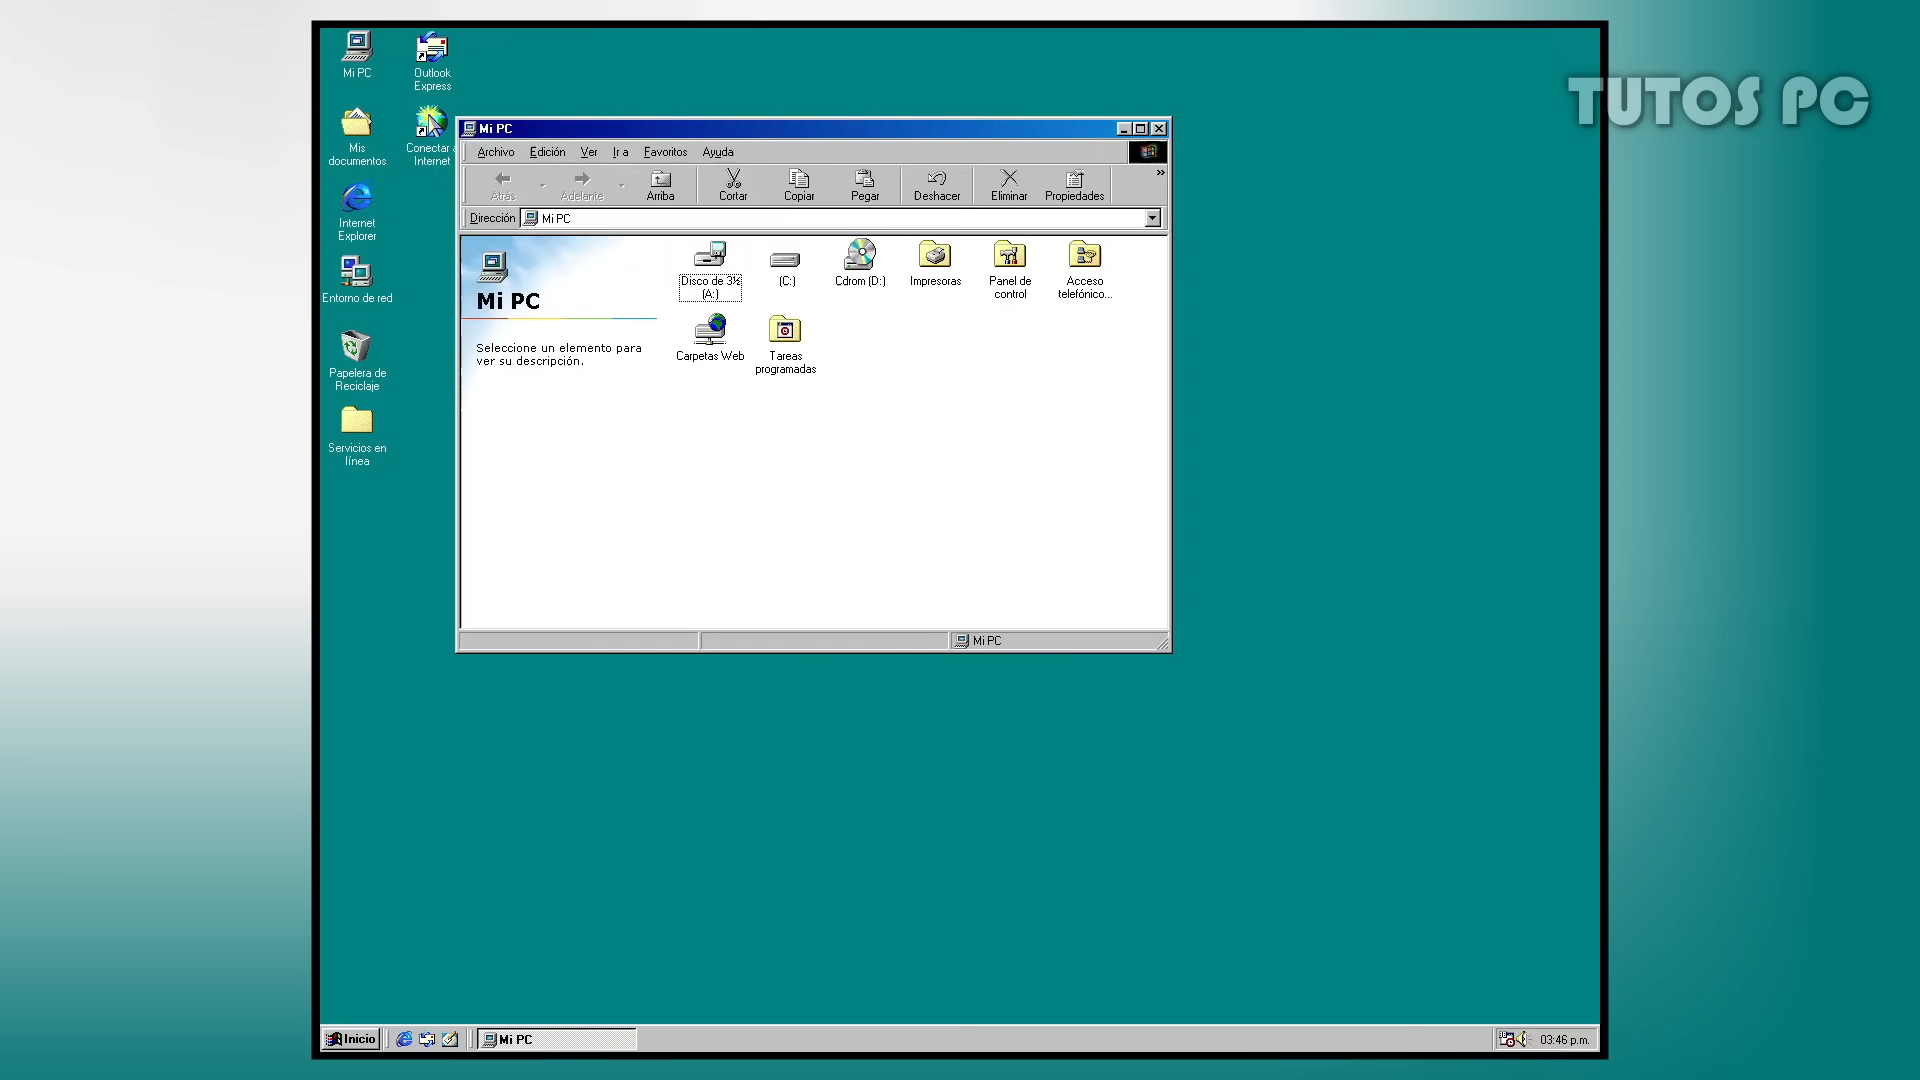 TUTOS PC
Mi PC
Outlook
Express
Mis
documentos
Conectar a
Internet
Internet
Explorer
Entorno de red
Papelera de
Reciclaje
Servicios en
línea
Mi PC
Archivo Edición Ver Ir a Favoritos Ayuda
Atrás Adelante Arriba Cortar Copiar Pegar Deshacer Eliminar Propiedades »
Dirección Mi PC
Mi PC
Seleccione un elemento para
ver su descripción.
Disco de 3½
(A:)
(C:)
Cdrom (D:)
Impresoras
Panel de
control
Acceso
telefónico...
Carpetas Web
Tareas
programadas
Mi PC
Inicio
Mi PC
03:46 p.m.